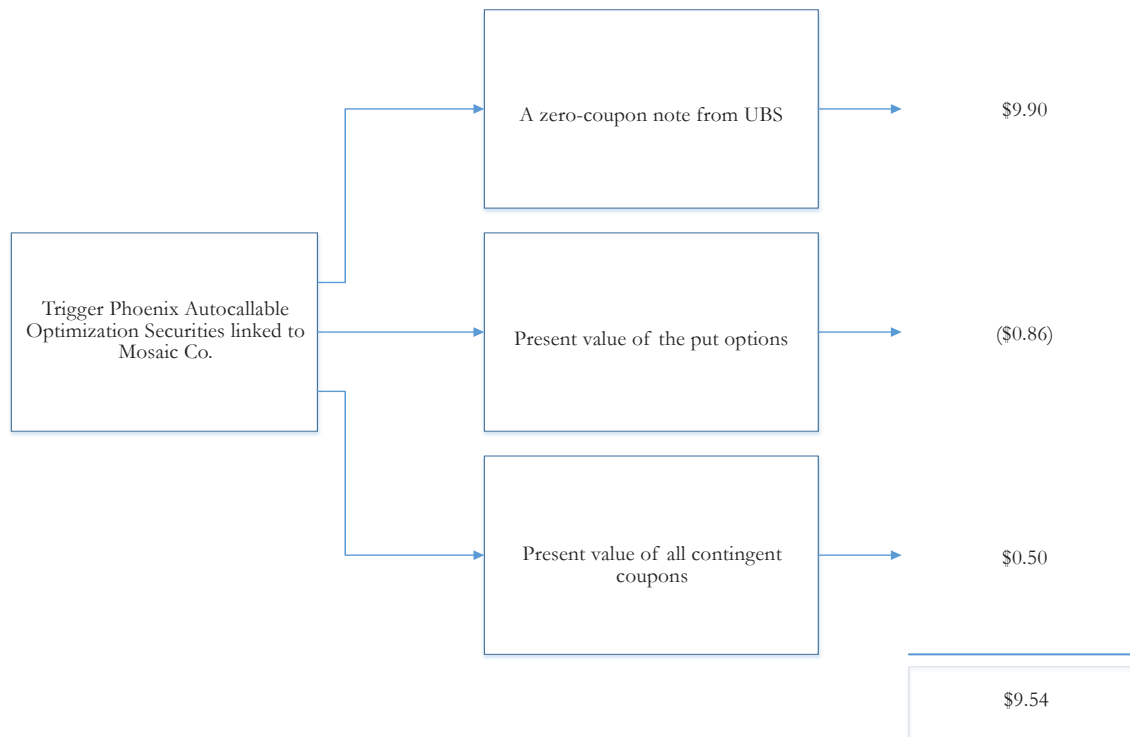 A zero-coupon note from UBS
$9.90
Trigger Phoenix Autocallable
Optimization Securities linked to
Mosaic Co.
Present value of the put options
($0.86)
Present value of all contingent
coupons
$0.50
$9.54